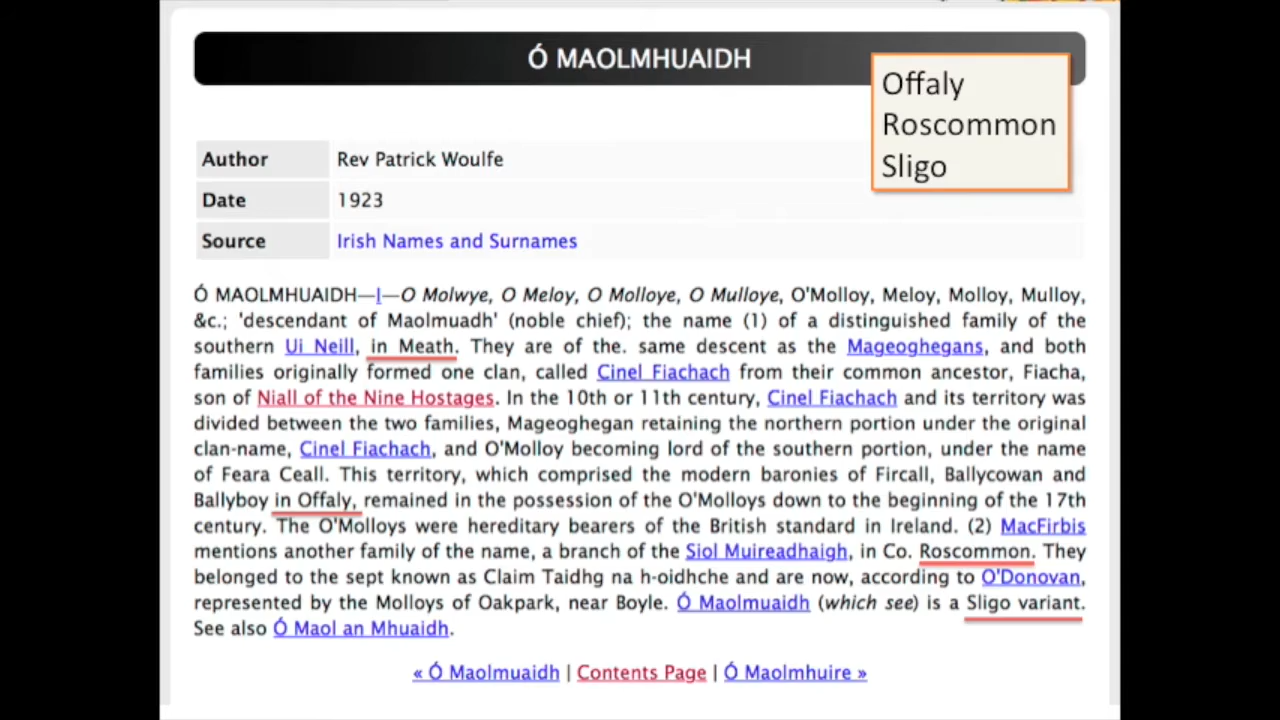 Ó MAOLMHUAIDH
Offaly
Roscommon
Sligo
Author Rev Patrick Woulfe
Date 1923
Source Irish Names and Surnames
Ó MAOLMHUAIDH—I—O Molwye, O Meloy, O Molloye, O Mulloye, O'Molloy, Meloy, Molloy, Mulloy,
&c.; 'descendant of Maolmuadh' (noble chief); the name (1) of a distinguished family of the
southern Ui Neill, in Meath. They are of the. same descent as the Mageoghegans, and both
families originally formed one clan, called Cinel Fiachach from their common ancestor, Fiacha,
son of Niall of the Nine Hostages. In the 10th or 11th century, Cinel Fiachach and its territory was
divided between the two families, Mageoghegan retaining the northern portion under the original
clan-name, Cinel Fiachach, and O'Molloy becoming lord of the southern portion, under the name
of Feara Ceall. This territory, which comprised the modern baronies of Fircall, Ballycowan and
Ballyboy in Offaly, remained in the possession of the O'Molloys down to the beginning of the 17th
century. The O'Molloys were hereditary bearers of the British standard in Ireland. (2) MacFirbis
mentions another family of the name, a branch of the Siol Muireadhaigh, in Co. Roscommon. They
belonged to the sept known as Claim Taidhg na h-oidhche and are now, according to O'Donovan,
represented by the Molloys of Oakpark, near Boyle. Ó Maolmuaidh (which see) is a Sligo variant.
See also Ó Maol an Mhuaidh.
« Ó Maolmuaidh | Contents Page | Ó Maolmhuire »